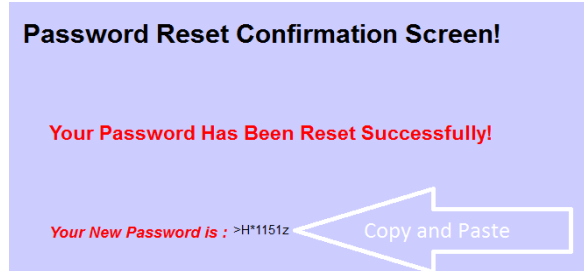 Password Reset Confirmation Screen!
Your Password Has Been Reset Successfully!
Your New Password is : >H*1151z
Copy and Paste